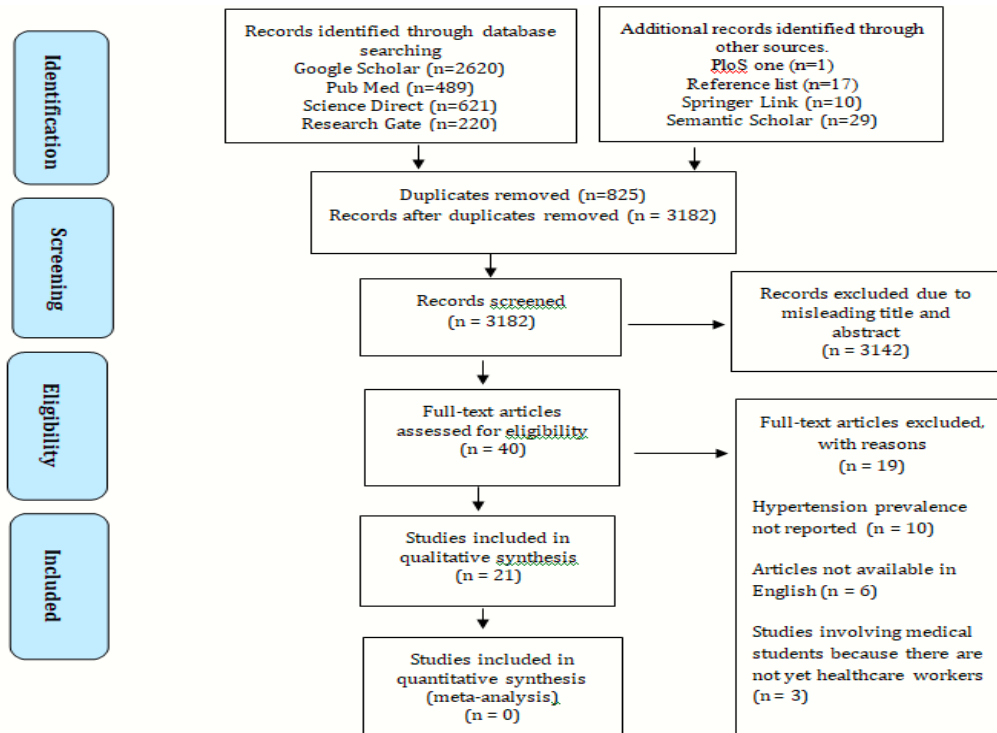 Identification
Records identified through database
searching
Google Scholar (n=2620)
Pub Med (n=489)
Science Direct (n=621)
Research Gate (n=220)
Additional records identified through
other sources.
PloS one (n=1)
Reference list (n=17)
Springer Link (n=10)
Semantic Scholar (n=29)
Duplicates removed (n=825)
Records after duplicates removed (n = 3182)
Screening
Records screened
(n = 3182)
Records excluded due to
misleading title and
abstract
(n = 3142)
Eligibility
Full-text articles
assessed for eligibility
(n = 40)
Full-text articles excluded,
with reasons
(n = 19)
Hypertension prevalence
not reported (n = 10)
Articles not available in
English (n = 6)
Studies involving medical
students because there are
not yet healthcare workers
(n = 3)
Included
Studies included in
qualitative synthesis
(n = 21)
Studies included in
quantitative synthesis
(meta-analysis)
(n = 0)